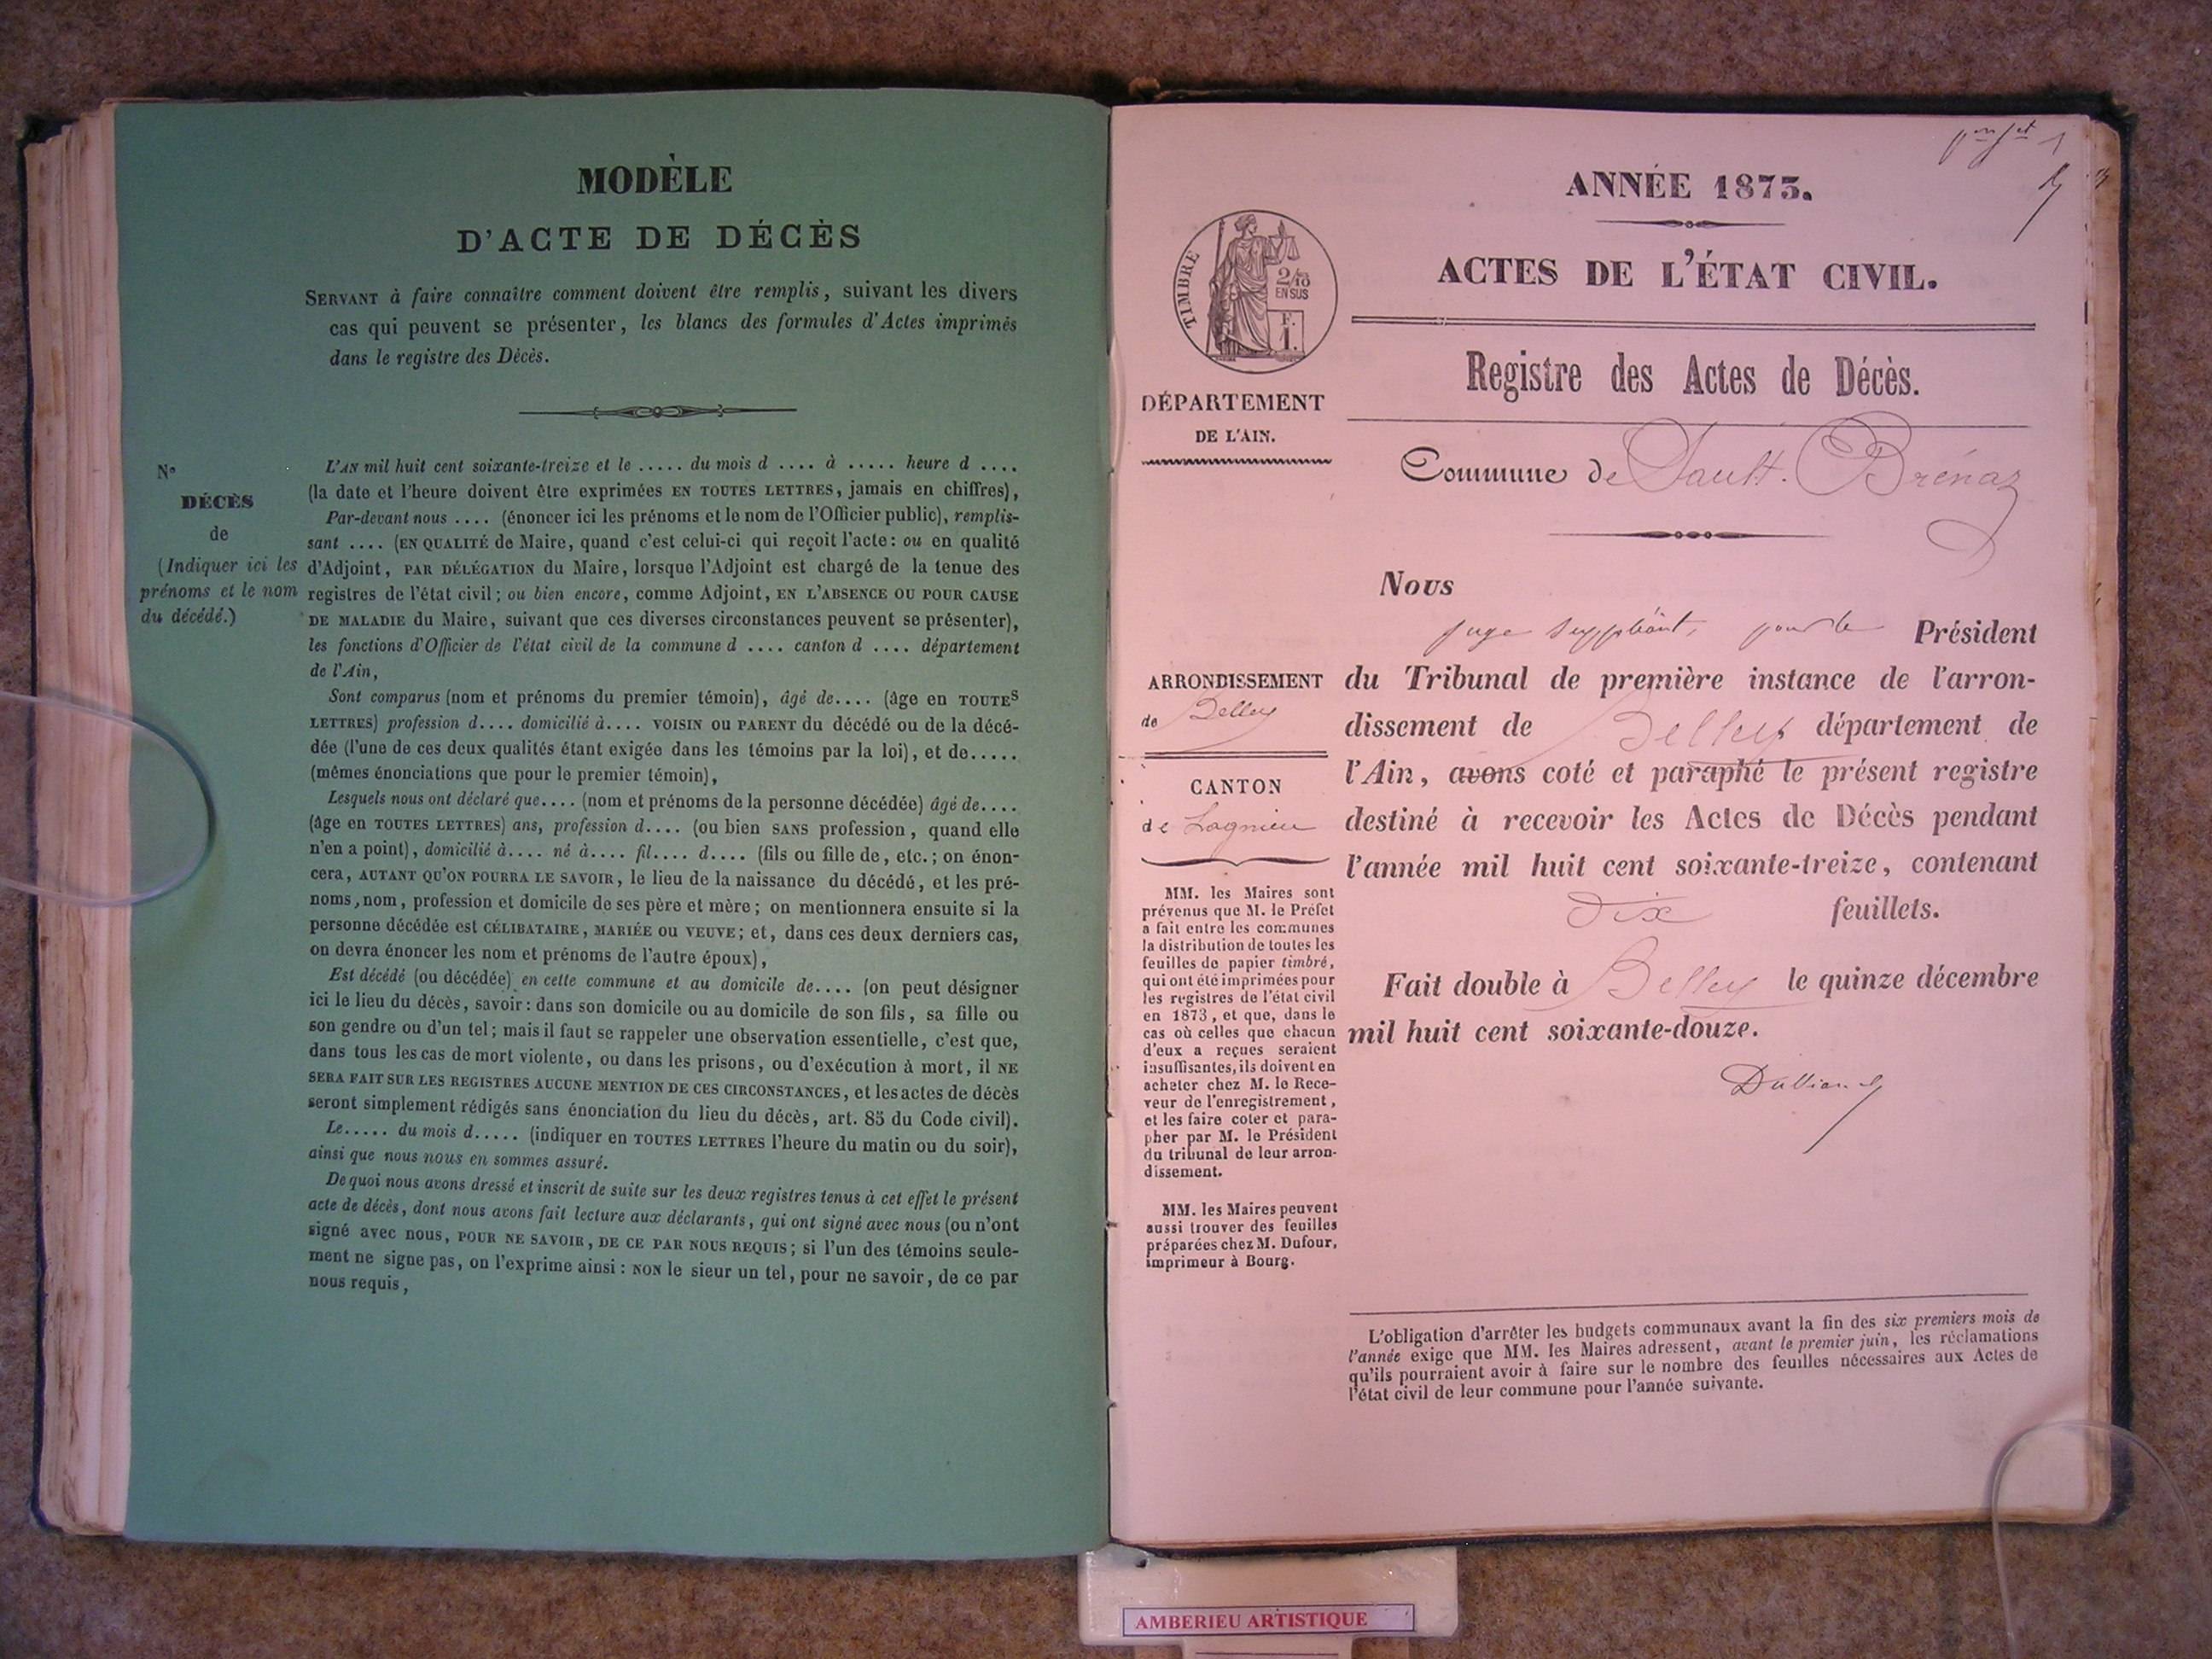 MODÈLE
D'ACTE DE DÉCÈS
SERVANT à faire connaître comment doivent être remplis, suivant les divers
cas qui peuvent se présenter, les blancs des formules d'Actes imprimés
dans le registre des Décès.
N°
DÉCÈS
de
(Indiquer ici les
prénoms et le nom
du décédé.)
L'AN mil huit cent soixante-treize et le ..... du mois d .... à ..... heure d ....
(la date et l'heure doivent être exprimées EN TOUTES LETTRES, jamais en chiffres),
Par-devant nous .... (énoncer ici les prénoms et le nom de l'Officier public), remplis-
sant .... (EN QUALITÉ de Maire, quand c'est celui-ci qui reçoit l'acte: ou en qualité
d'Adjoint, PAR DÉLÉGATION du Maire, lorsque l'Adjoint est chargé de la tenue des
registres de l'état civil; ou bien encore, comme Adjoint, EN L'ABSENCE OU POUR CAUSE
DE MALADIE du Maire, suivant que ces diverses circonstances peuvent se présenter),
les fonctions d'Officier de l'état civil de la commune d .... canton d .... département
de l'Ain,
Sont comparus (nom et prénoms du premier témoin), âgé de.... (âge en TOUTES
LETTRES) profession d.... domicilié à.... VOISIN OU PARENT du décédé ou de la décé-
dée (l'une de ces deux qualités étant exigée dans les témoins par la loi), et de.....
(mêmes énonciations que pour le premier témoin),
Lesquels nous ont déclaré que.... (nom et prénoms de la personne décédée) âgé de....
(âge en TOUTES LETTRES) ans, profession d.... (ou bien SANS profession, quand elle
n'en a point), domicilié à.... né à.... fil.... d.... (fils ou fille de, etc.; on énon-
cera, AUTANT QU'ON POURRA LE SAVOIR, le lieu de la naissance du décédé, et les pré-
noms, nom, profession et domicile de ses père et mère; on mentionnera ensuite si la
personne décédée est CÉLIBATAIRE, MARIÉE OU VEUVE; et, dans ces deux derniers cas,
on devra énoncer les nom et prénoms de l'autre époux),
Est décédé (ou décédée) en cette commune et au domicile de.... (on peut désigner
ici le lieu du décès, savoir: dans son domicile ou au domicile de son fils, sa fille ou
son gendre ou d'un tel; mais il faut se rappeler une observation essentielle, c'est que,
dans tous les cas de mort violente, ou dans les prisons, ou d'exécution à mort, il NE
SERA FAIT SUR LES REGISTRES AUCUNE MENTION DE CES CIRCONSTANCES, et les actes de décès
seront simplement rédigés sans énonciation du lieu du décès, art. 85 du Code civil).
Le..... du mois d..... (indiquer en TOUTES LETTRES l'heure du matin ou du soir),
ainsi que nous nous en sommes assuré.
De quoi nous avons dressé et inscrit de suite sur les deux registres tenus à cet effet le présent
acte de décès, dont nous avons fait lecture aux déclarants, qui ont signé avec nous (ou n'ont
signé avec nous, POUR NE SAVOIR, DE CE PAR NOUS REQUIS; si l'un des témoins seule-
ment ne signe pas, on l'exprime ainsi: NON le sieur un tel, pour ne savoir, de ce par
nous requis,
ANNÉE 1873.
ACTES DE L'ÉTAT CIVIL.
TIMBRE
2/10
EN SUS
F.
1.
Registre des Actes de Décès.
DÉPARTEMENT
DE L'AIN.
Commune de Sault-Brénaz
Nous
juge suppléant, pour le Président
du Tribunal de première instance de l'arron-
dissement de Belley département de
l'Ain, avons coté et paraphé le présent registre
destiné à recevoir les Actes de Décès pendant
l'année mil huit cent soixante-treize, contenant
Dix feuillets.
Fait double à Belley le quinze décembre
mil huit cent soixante-douze.
ARRONDISSEMENT
de Belley
CANTON
de Lagnieu
MM. les Maires sont
prévenus que M. le Préfet
a fait entre les communes
la distribution de toutes les
feuilles de papier timbré,
qui ont été imprimées pour
les registres de l'état civil
en 1873, et que, dans le
cas où celles que chacun
d'eux a reçues seraient
insuffisantes, ils doivent en
acheter chez M. le Rece-
veur de l'enregistrement,
et les faire coter et para-
pher par M. le Président
du tribunal de leur arron-
dissement.
MM. les Maires peuvent
aussi trouver des feuilles
préparées chez M. Dufour,
imprimeur à Bourg.
L'obligation d'arrêter les budgets communaux avant la fin des six premiers mois de
l'année exige que MM. les Maires adressent, avant le premier juin, les réclamations
qu'ils pourraient avoir à faire sur le nombre des feuilles nécessaires aux Actes de
l'état civil de leur commune pour l'année suivante.
AMBERIEU ARTISTIQUE